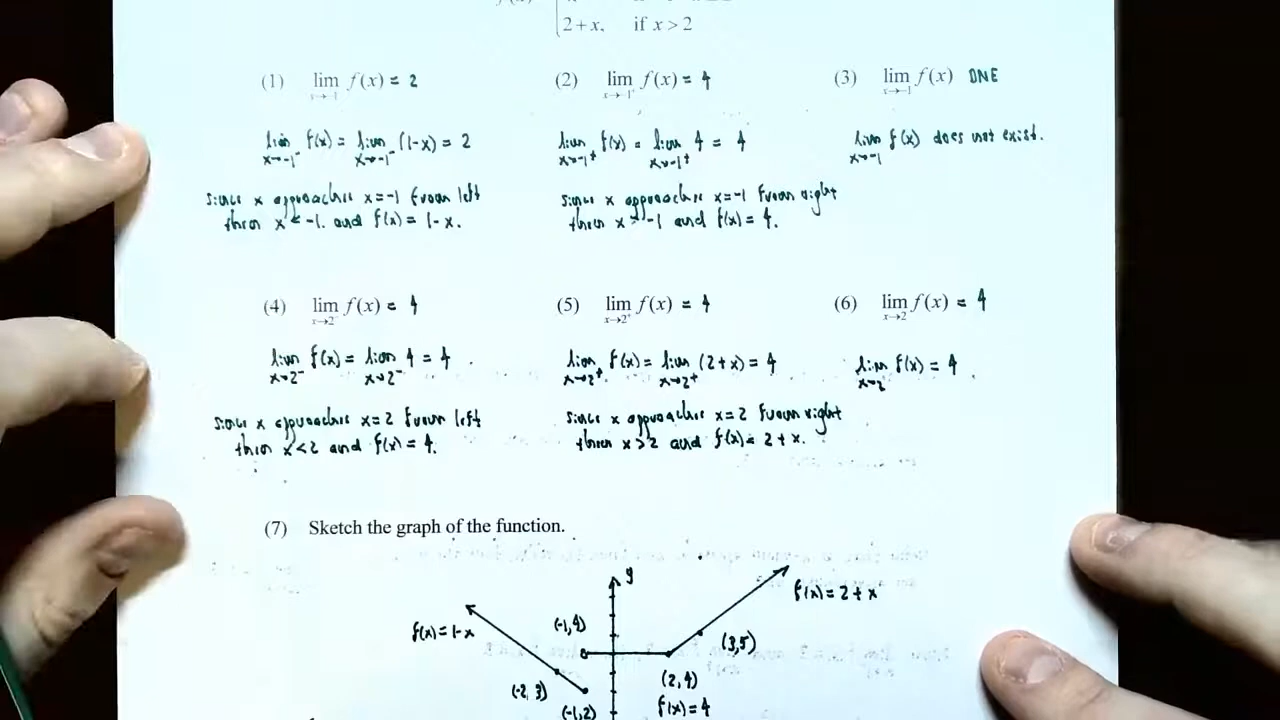 2 + x, if x > 2
(1) lim x→-1⁻ f(x) = 2
(2) lim x→-1⁺ f(x) = 4
(3) lim x→-1 f(x) DNE
lim x→-1⁻ f(x) = lim x→-1⁻ (1-x) = 2
lim x→-1⁺ f(x) = lim x→-1⁺ 4 = 4
lim x→-1 f(x) does not exist.
since x approaches x=-1 from left
then x < -1. and f(x) = 1-x.
since x approaches x=-1 from right
then x > -1 and f(x) = 4.
(4) lim x→2⁻ f(x) = 4
(5) lim x→2⁺ f(x) = 4
(6) lim x→2 f(x) = 4
lim x→2⁻ f(x) = lim x→2⁻ 4 = 4
lim x→2⁺ f(x) = lim x→2⁺ (2+x) = 4
lim x→2 f(x) = 4
since x approaches x=2 from left
then x<2 and f(x) = 4.
since x approaches x=2 from right
then x>2 and f(x) = 2+x.
(7) Sketch the graph of the function.
y
f(x) = 2+x
(-1,4)
f(x) = 1-x
(3,5)
(2,4)
(-2,3)
(-1,2)
f(x) = 4